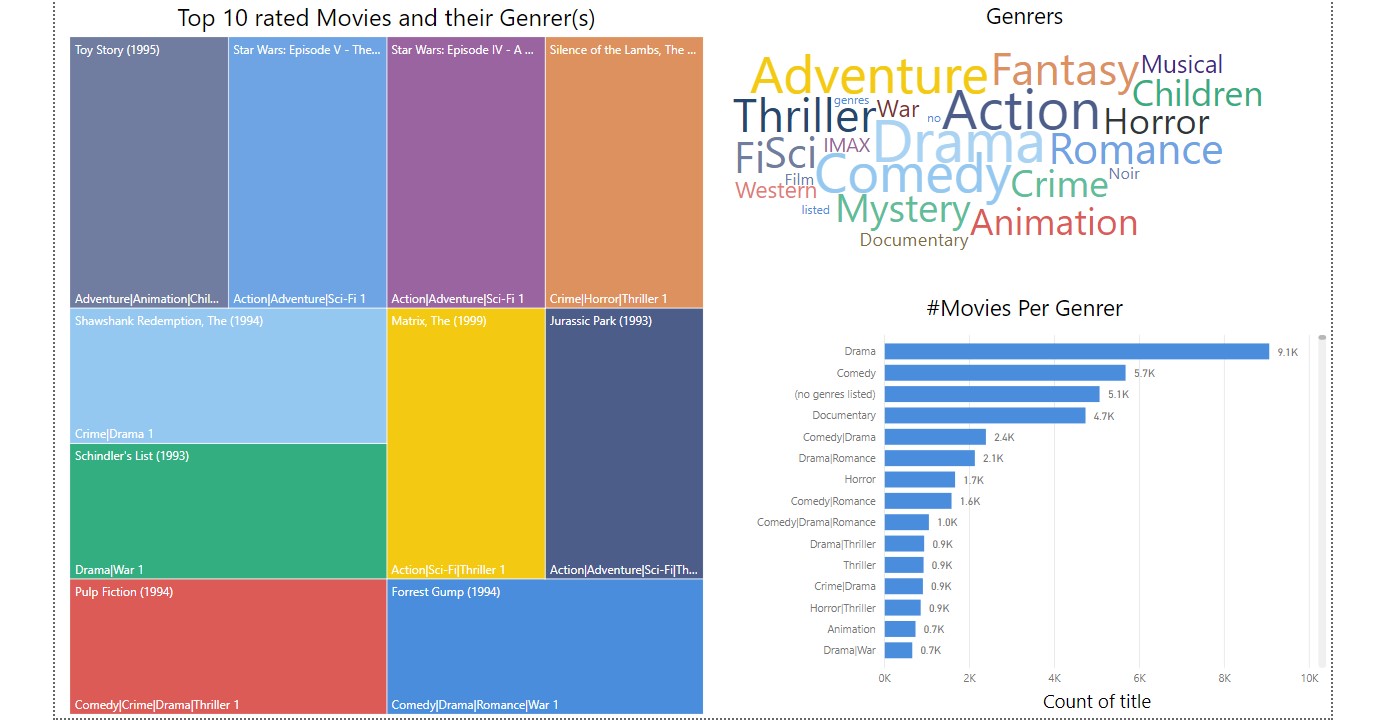 Top 10 rated Movies and their Genrer(s)
Toy Story (1995)
Adventure|Animation|Chil...
Star Wars: Episode V - The...
Action|Adventure|Sci-Fi 1
Star Wars: Episode IV - A ...
Action|Adventure|Sci-Fi 1
Silence of the Lambs, The ...
Crime|Horror|Thriller 1
Shawshank Redemption, The (1994)
Crime|Drama 1
Schindler's List (1993)
Drama|War 1
Matrix, The (1999)
Action|Sci-Fi|Thriller 1
Jurassic Park (1993)
Action|Adventure|Sci-Fi|Th...
Pulp Fiction (1994)
Comedy|Crime|Drama|Thriller 1
Forrest Gump (1994)
Comedy|Drama|Romance|War 1
Genrers
Adventure
Fantasy
Musical
Children
Thriller
genres
War
no
Action
Horror
Fi
Sci
IMAX
Drama
Romance
Film
Western
Comedy
Crime
Noir
listed
Mystery
Animation
Documentary
#Movies Per Genrer
Drama 9.1K
Comedy 5.7K
(no genres listed) 5.1K
Documentary 4.7K
Comedy|Drama 2.4K
Drama|Romance 2.1K
Horror 1.7K
Comedy|Romance 1.6K
Comedy|Drama|Romance 1.0K
Drama|Thriller 0.9K
Thriller 0.9K
Crime|Drama 0.9K
Horror|Thriller 0.9K
Animation 0.7K
Drama|War 0.7K
0K 2K 4K 6K 8K 10K
Count of title